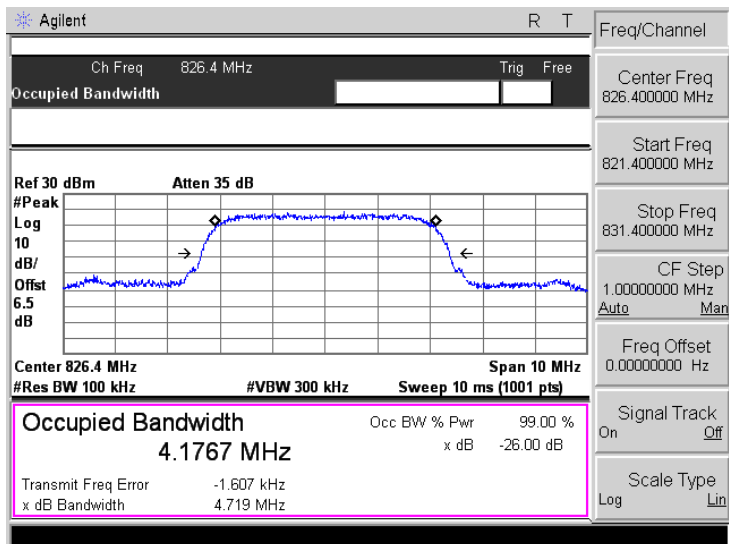 Agilent R T
Ch Freq 826.4 MHz Trig Free
Occupied Bandwidth
Ref 30 dBm Atten 35 dB
#Peak
Log
10
dB/
Offst
6.5
dB
Center 826.4 MHz Span 10 MHz
#Res BW 100 kHz #VBW 300 kHz Sweep 10 ms (1001 pts)
Occupied Bandwidth Occ BW % Pwr 99.00 %
4.1767 MHz x dB -26.00 dB
Transmit Freq Error -1.607 kHz
x dB Bandwidth 4.719 MHz
Freq/Channel
Center Freq
826.400000 MHz
Start Freq
821.400000 MHz
Stop Freq
831.400000 MHz
CF Step
1.00000000 MHz
Auto Man
Freq Offset
0.00000000 Hz
Signal Track
On Off
Scale Type
Log Lin